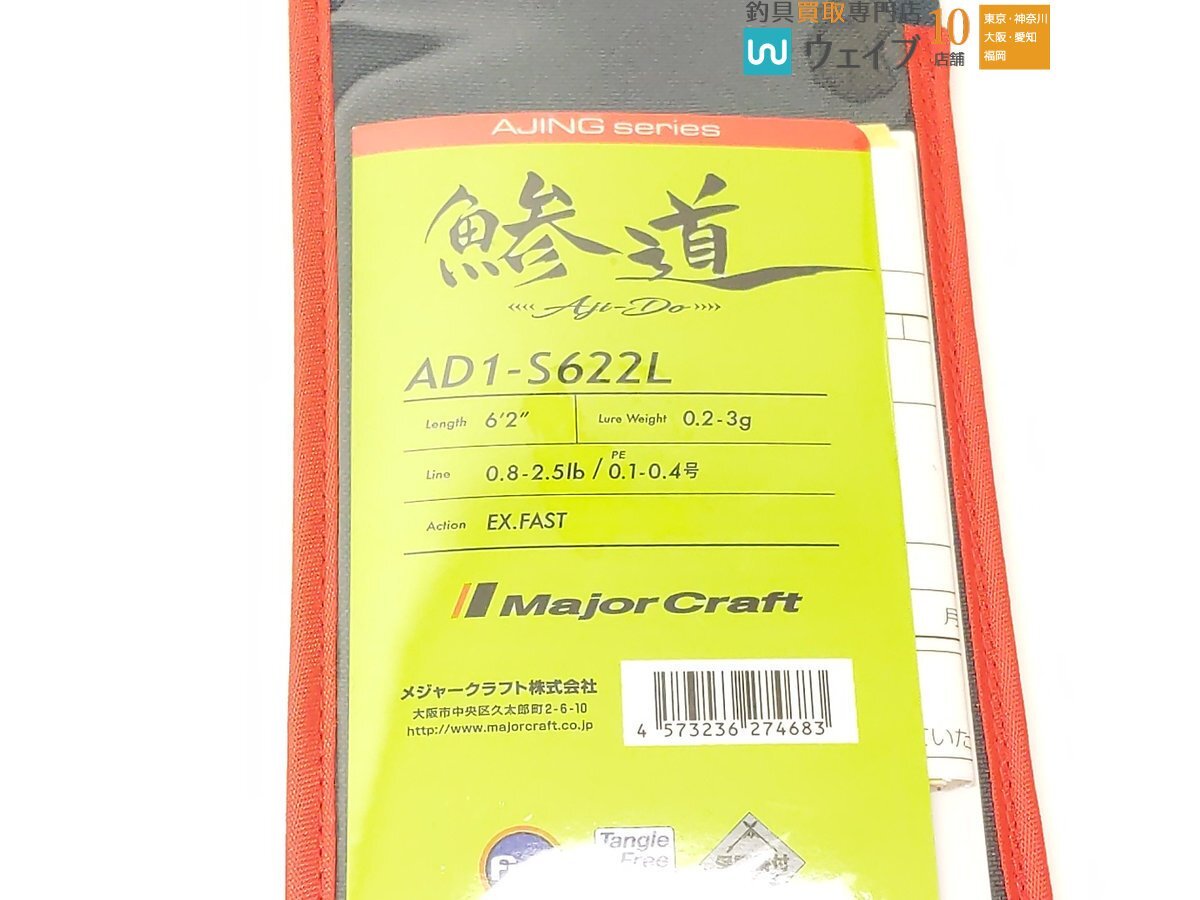 釣具買取専門店
ウェイブ
10
店舗
東京・神奈川
大阪・愛知
福岡
AJING series
鯵道
Aji-Do
AD1-S622L
Length 6'2" Lure Weight 0.2-3g
Line 0.8-2.5lb / PE 0.1-0.4号
Action EX.FAST
Major Craft
メジャークラフト株式会社
大阪市中央区久太郎町2-6-10
http://www.majorcraft.co.jp
4 573236 274683
月
ていた
Tangle
Free